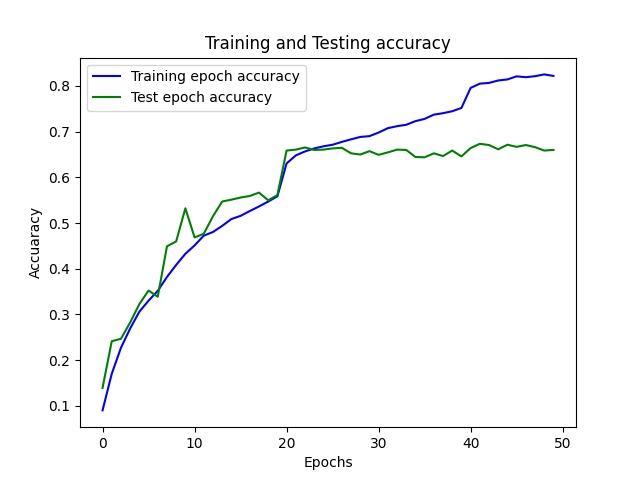 Training and Testing accuracy
Training epoch accuracy
Test epoch accuracy
Accuaracy
0.8
0.7
0.6
0.5
0.4
0.3
0.2
0.1
0 10 20 30 40 50
Epochs